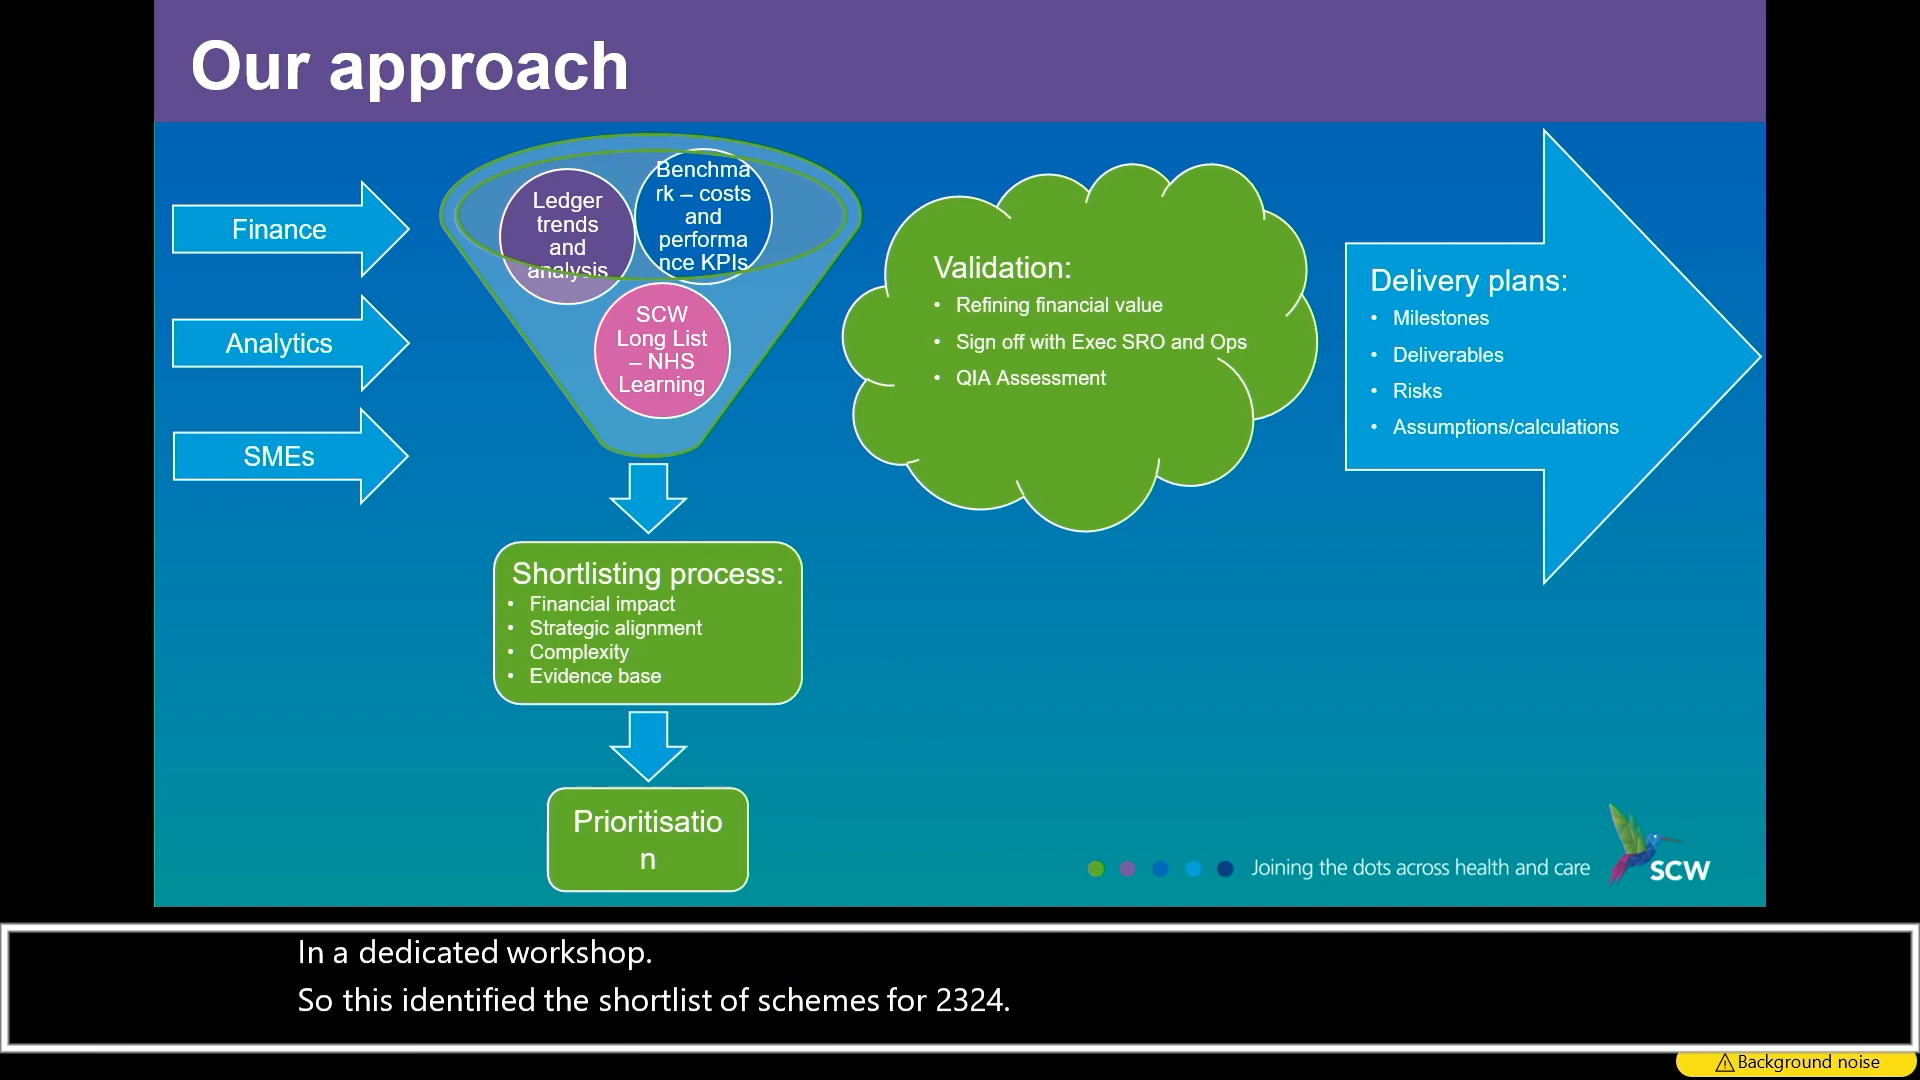 Our approach
Finance
Analytics
SMEs
Ledger
trends
and
analysis
Benchma
rk – costs
and
performa
nce KPIs
SCW
Long List
– NHS
Learning
Shortlisting process:
• Financial impact
• Strategic alignment
• Complexity
• Evidence base
Prioritisatio
n
Validation:
• Refining financial value
• Sign off with Exec SRO and Ops
• QIA Assessment
Delivery plans:
• Milestones
• Deliverables
• Risks
• Assumptions/calculations
Joining the dots across health and care
SCW
In a dedicated workshop.
So this identified the shortlist of schemes for 2324.
Background noise